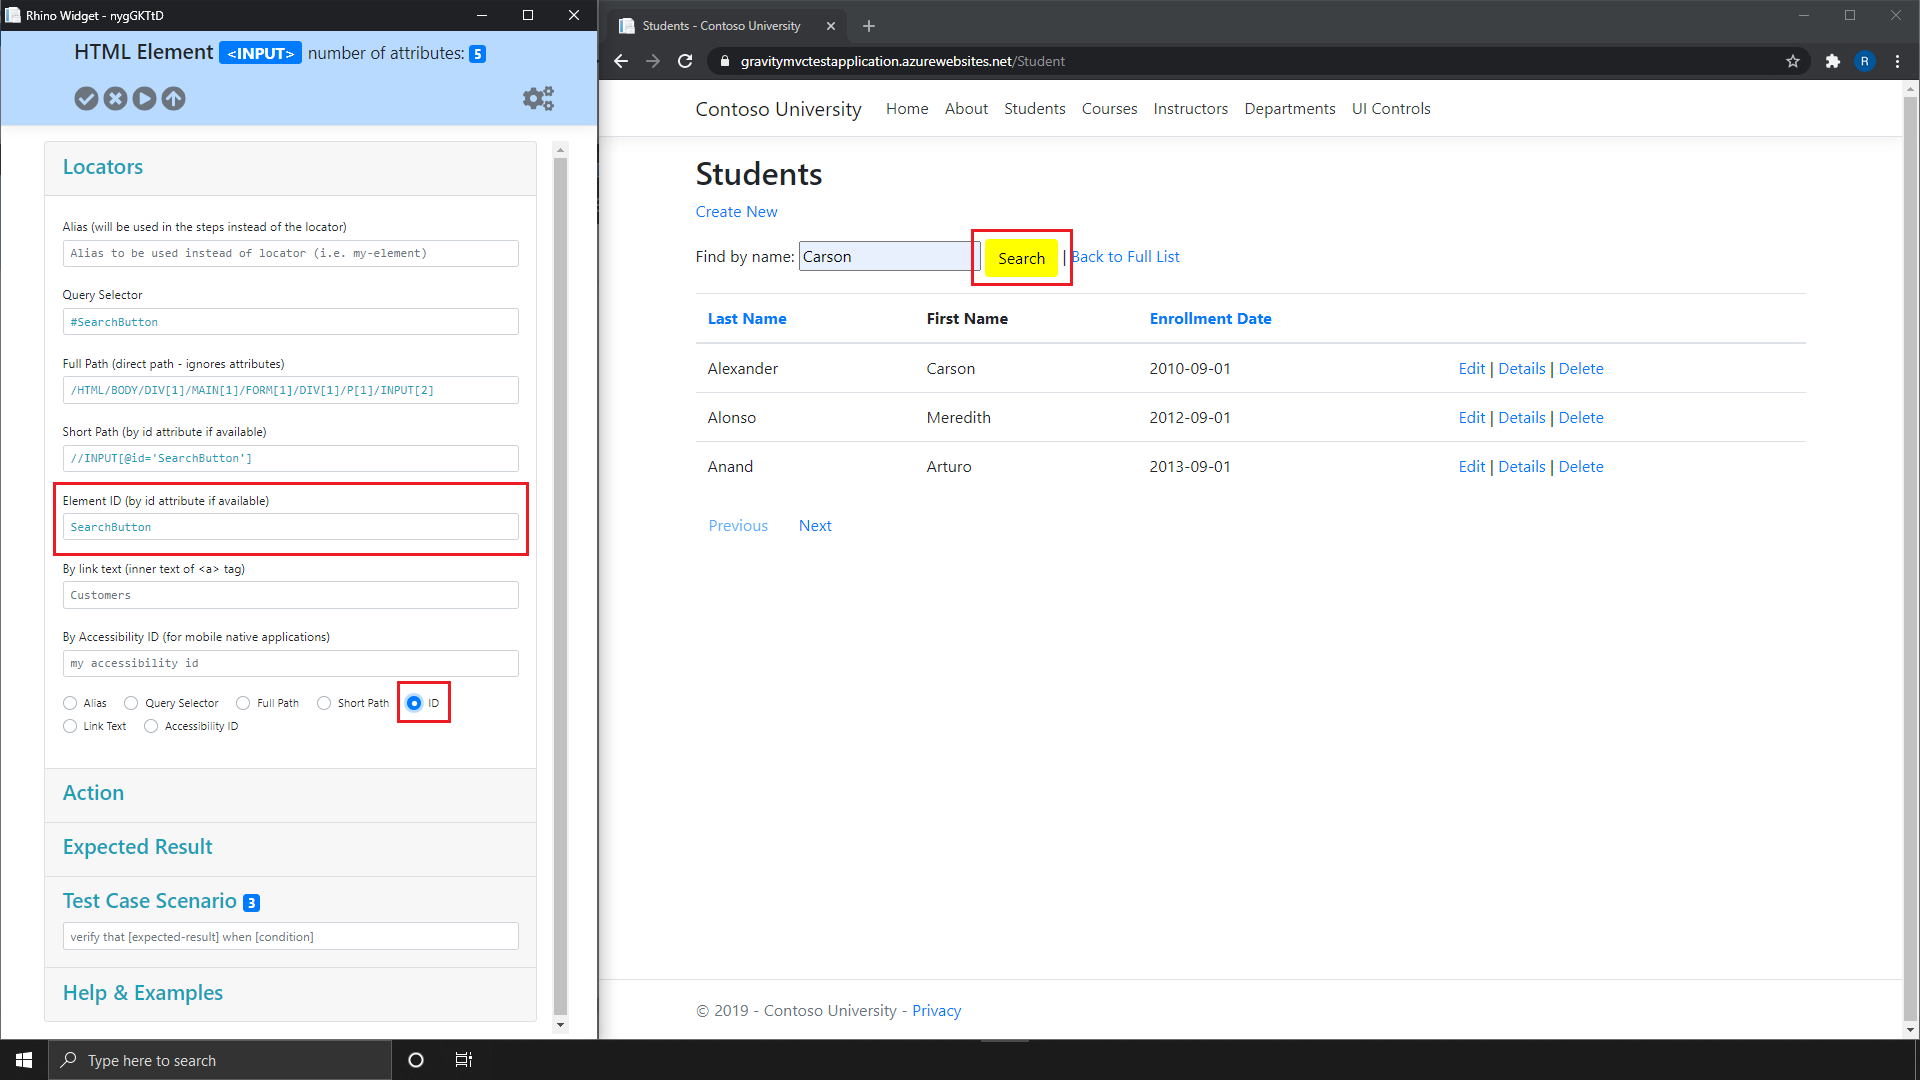 Rhino Widget - nygGKTtD
HTML Element <INPUT> number of attributes: 5
Locators
Alias (will be used in the steps instead of the locator)
Alias to be used instead of locator (i.e. my-element)
Query Selector
#SearchButton
Full Path (direct path - ignores attributes)
/HTML/BODY/DIV[1]/MAIN[1]/FORM[1]/DIV[1]/P[1]/INPUT[2]
Short Path (by id attribute if available)
//INPUT[@id='SearchButton']
Element ID (by id attribute if available)
SearchButton
By link text (inner text of <a> tag)
Customers
By Accessibility ID (for mobile native applications)
my accessibility id
Alias Query Selector Full Path Short Path ID
Link Text Accessibility ID
Action
Expected Result
Test Case Scenario 3
verify that [expected-result] when [condition]
Help & Examples
Students - Contoso University
gravitymvctestapplication.azurewebsites.net/Student
R
Contoso University Home About Students Courses Instructors Departments UI Controls
Students
Create New
Find by name: Carson Search | Back to Full List
Last Name First Name Enrollment Date
Alexander Carson 2010-09-01 Edit | Details | Delete
Alonso Meredith 2012-09-01 Edit | Details | Delete
Anand Arturo 2013-09-01 Edit | Details | Delete
Previous Next
© 2019 - Contoso University - Privacy
Type here to search